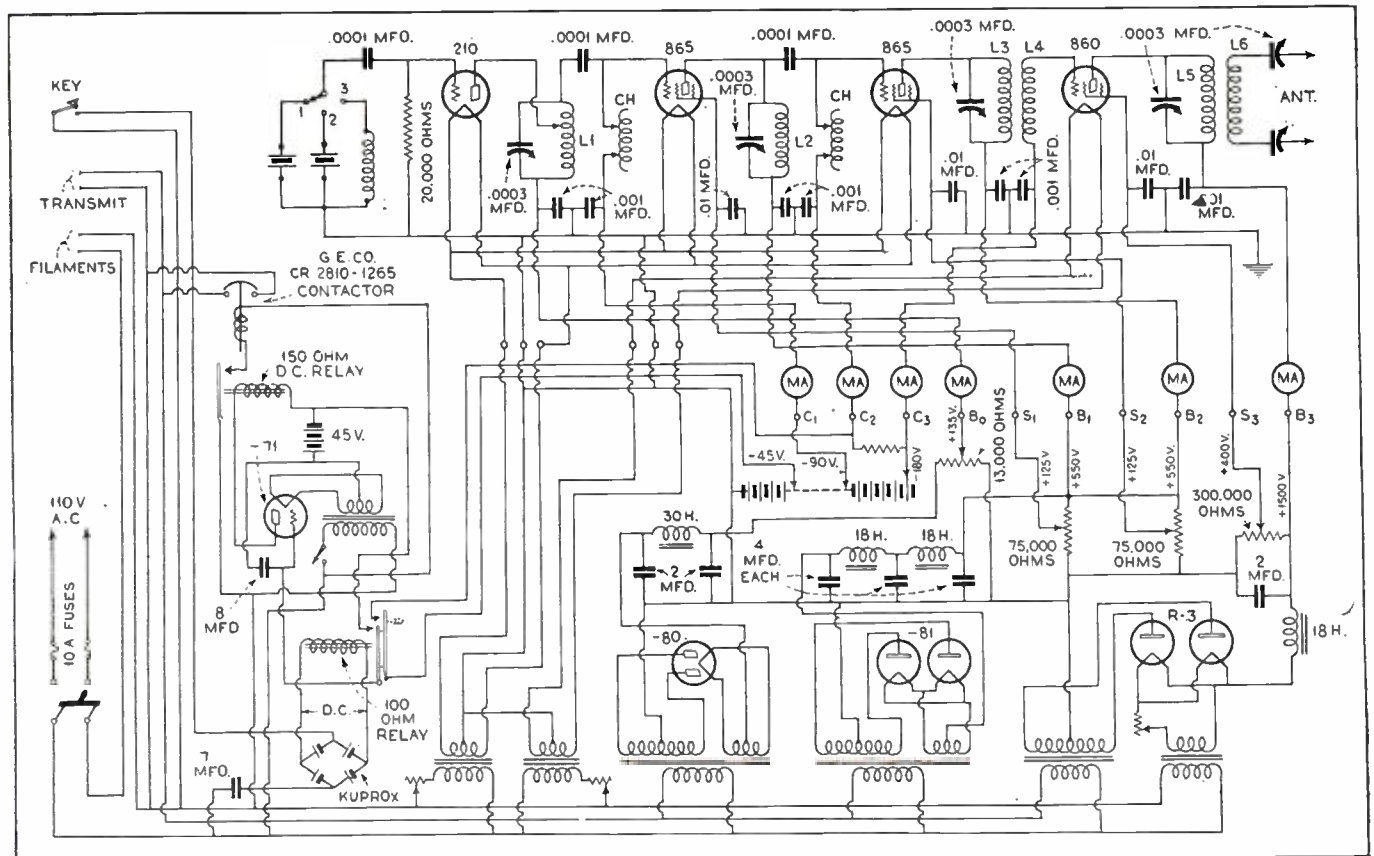 .0001 MFD.
210
.0001 MFD.
865
.0001 MFD.
865
.0003 MFD.
L3
L4
860
.0003 MFD.
L5
L6
KEY
1
2
3
20,000 OHMS
L1
CH
.0003
MFD.
L2
CH
ANT.
.0003
MFD.
.001
MFD.
.01 MFD.
.001
MFD.
.01
MFD.
.001 MFD.
.01
MFD.
.01
MFD.
TRANSMIT
FILAMENTS
G.E.CO.
CR 2810-1265
CONTACTOR
150 OHM
D.C. RELAY
45V.
-71
MA
MA
MA
MA
MA
MA
MA
C1
C2
C3
B0
S1
B1
S2
B2
S3
B3
-45V.
-90V.
-180V
+135V.
13,000 OHMS
+125V
+550V
+125V
+550V.
+400V.
+1500V
300,000
OHMS
75,000
OHMS
75,000
OHMS
110 V
A.C
10 A FUSES
8
MFD
30 H.
2
MFD.
4
MFD.
EACH
18 H.
18 H.
2
MFD.
-80.
-81
R-3
18 H.
D.C.
100
OHM
RELAY
7
MFD.
KUPROX